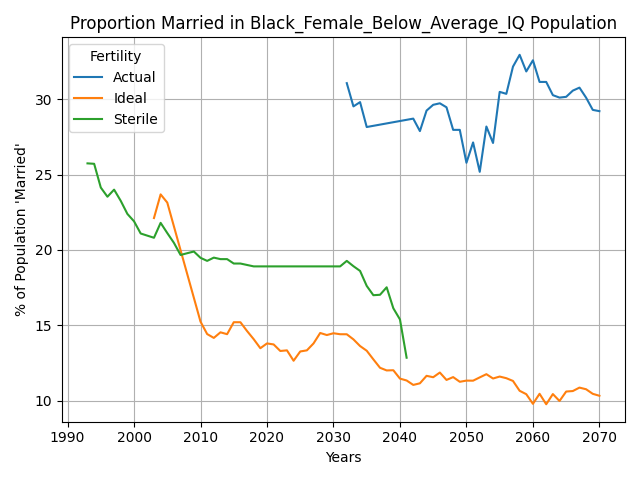 Proportion Married in Black_Female_Below_Average_IQ Population
Fertility
Actual
Ideal
Sterile
% of Population 'Married'
30
25
20
15
10
1990 2000 2010 2020 2030 2040 2050 2060 2070
Years